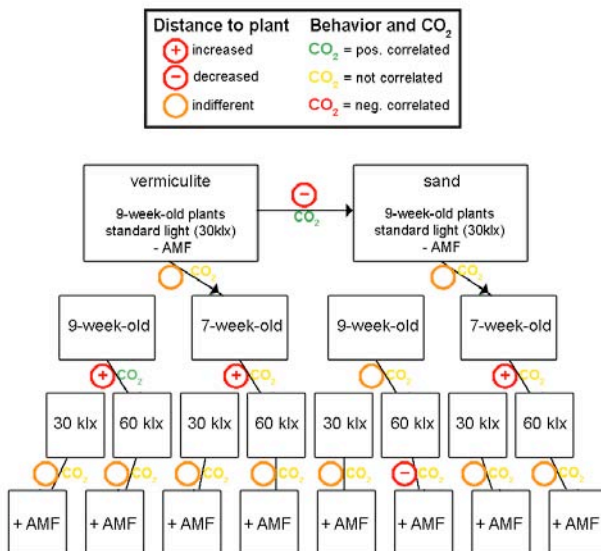 Distance to plant Behavior and CO₂
+ increased CO₂ = pos. correlated
− decreased CO₂ = not correlated
indifferent CO₂ = neg. correlated
vermiculite
9-week-old plants
standard light (30klx)
- AMF
−
CO₂
sand
9-week-old plants
standard light (30klx)
- AMF
CO₂ CO₂
9-week-old 7-week-old 9-week-old 7-week-old
+ CO₂ + CO₂ CO₂ + CO₂
30 klx 60 klx 30 klx 60 klx 30 klx 60 klx 30 klx 60 klx
CO₂ CO₂ CO₂ CO₂ CO₂ − CO₂ CO₂ CO₂
+ AMF + AMF + AMF + AMF + AMF + AMF + AMF + AMF